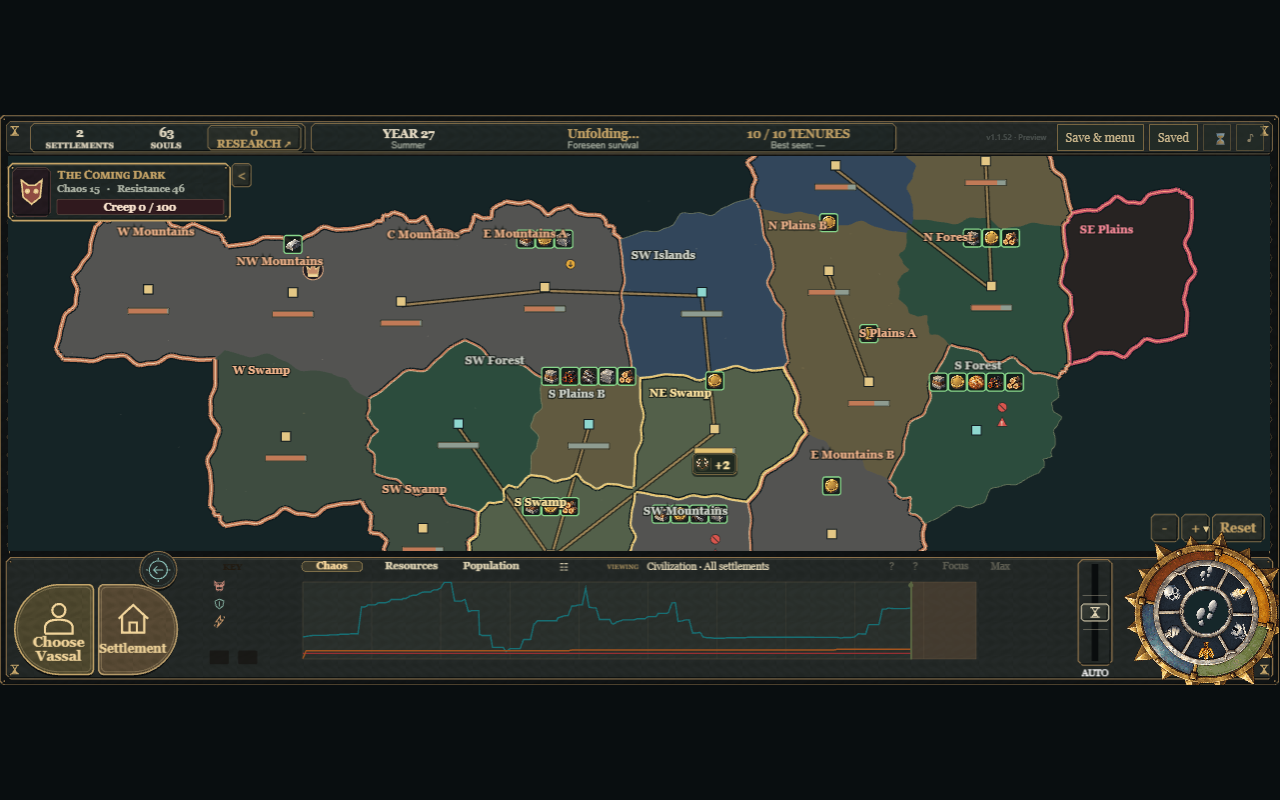 2
SETTLEMENTS
63
SOULS
0
RESEARCH ↗
YEAR 27
Summer
Unfolding...
Foreseen survival
10 / 10 TENURES
Best seen: —
v1.1.52 · Preview
Save & menu
Saved
THE COMING DARK
Chaos 15 · Resistance 46
Creep 0 / 100
<
W Mountains
NW Mountains
C Mountains
E Mountains A
SW Islands
N Plains B
N Forest
SE Plains
S Plains A
W Swamp
SW Forest
S Plains B
NE Swamp
S Forest
+2
E Mountains B
SW Swamp
S Swamp
SW Mountains
-
+
Reset
Choose
Vassal
Settlement
Chaos
Resources
Population
VIEWING
Civilization · All settlements
?
?
Focus
Max
AUTO